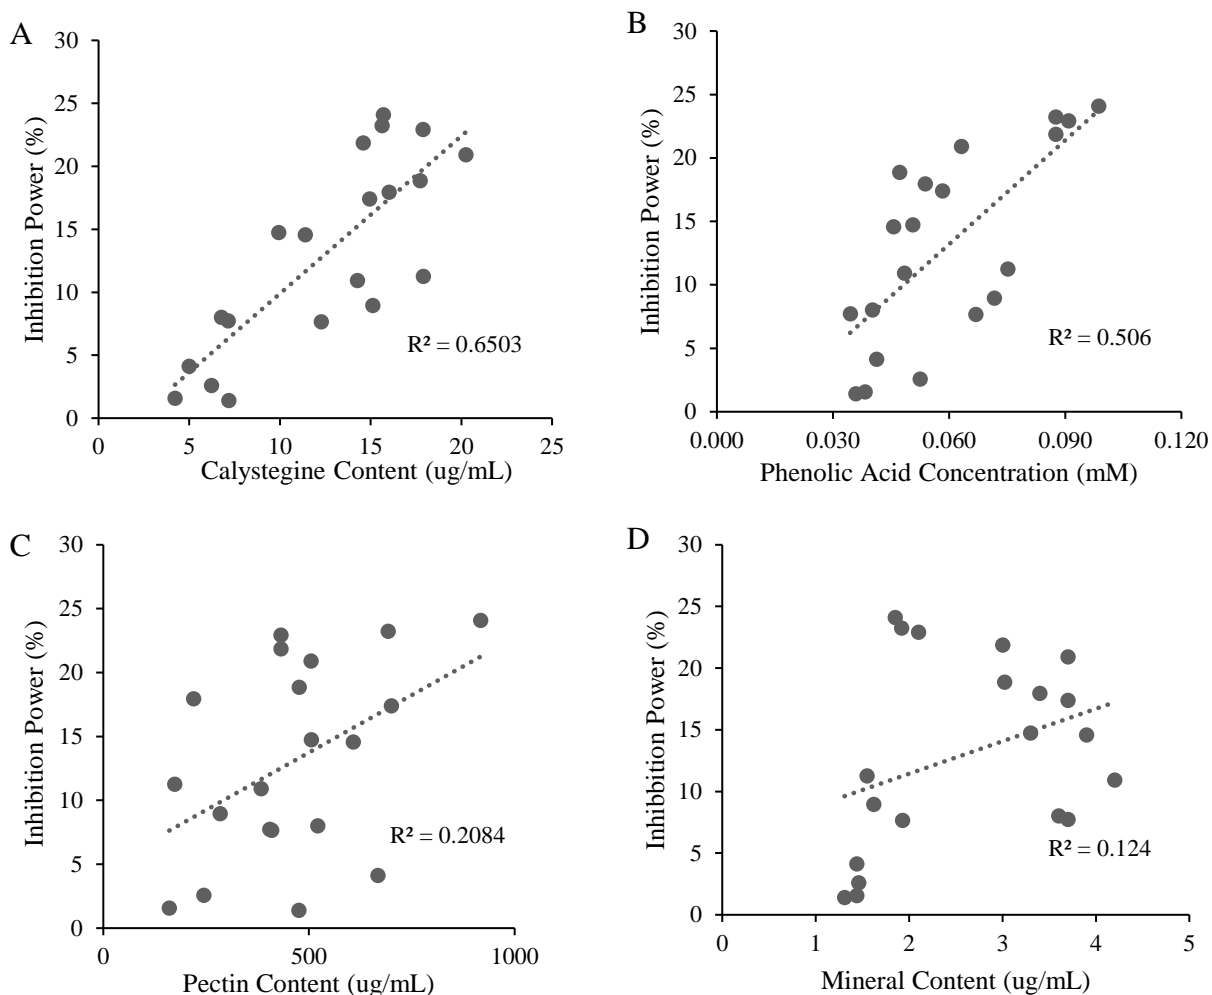 A
30
25
20
15
10
5
0
Inhibition Power (%)
R² = 0.6503
0 5 10 15 20 25
Calystegine Content (ug/mL)
B
30
25
20
15
10
5
0
Inhibition Power (%)
R² = 0.506
0.000 0.030 0.060 0.090 0.120
Phenolic Acid Concentration (mM)
C
30
25
20
15
10
5
0
Inhibition Power (%)
R² = 0.2084
0 500 1000
Pectin Content (ug/mL)
D
30
25
20
15
10
5
0
Inhibbition Power (%)
R² = 0.124
0 1 2 3 4 5
Mineral Content (ug/mL)